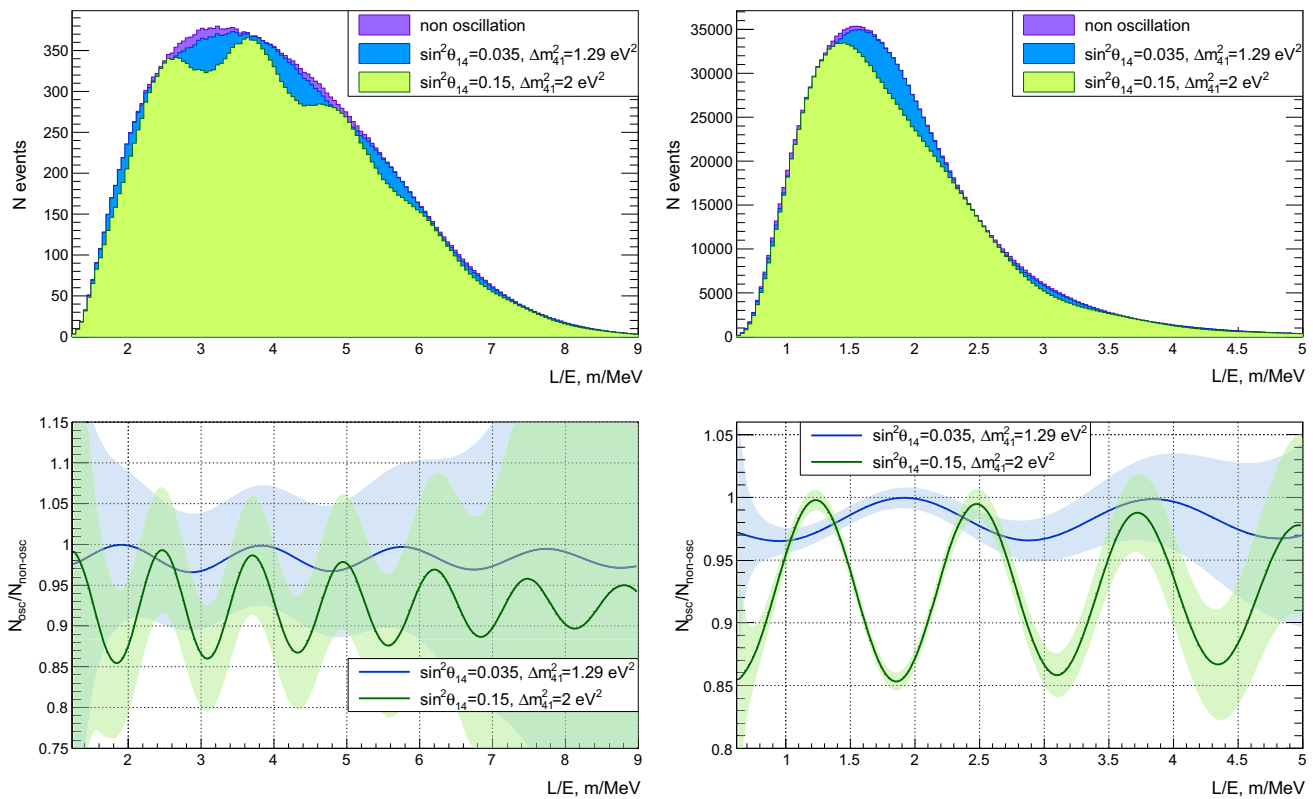 N events
350
300
250
200
150
100
50
0
non oscillation
sin²θ₁₄=0.035, Δm²₄₁=1.29 eV²
sin²θ₁₄=0.15, Δm²₄₁=2 eV²
2 3 4 5 6 7 8 9
L/E, m/MeV
N events
35000
30000
25000
20000
15000
10000
5000
0
non oscillation
sin²θ₁₄=0.035, Δm²₄₁=1.29 eV²
sin²θ₁₄=0.15, Δm²₄₁=2 eV²
1 1.5 2 2.5 3 3.5 4 4.5 5
L/E, m/MeV
N_osc/N_non-osc
1.15
1.1
1.05
1
0.95
0.9
0.85
0.8
0.75
sin²θ₁₄=0.035, Δm²₄₁=1.29 eV²
sin²θ₁₄=0.15, Δm²₄₁=2 eV²
2 3 4 5 6 7 8 9
L/E, m/MeV
N_osc/N_non-osc
1.05
1
0.95
0.9
0.85
0.8
sin²θ₁₄=0.035, Δm²₄₁=1.29 eV²
sin²θ₁₄=0.15, Δm²₄₁=2 eV²
1 1.5 2 2.5 3 3.5 4 4.5 5
L/E, m/MeV